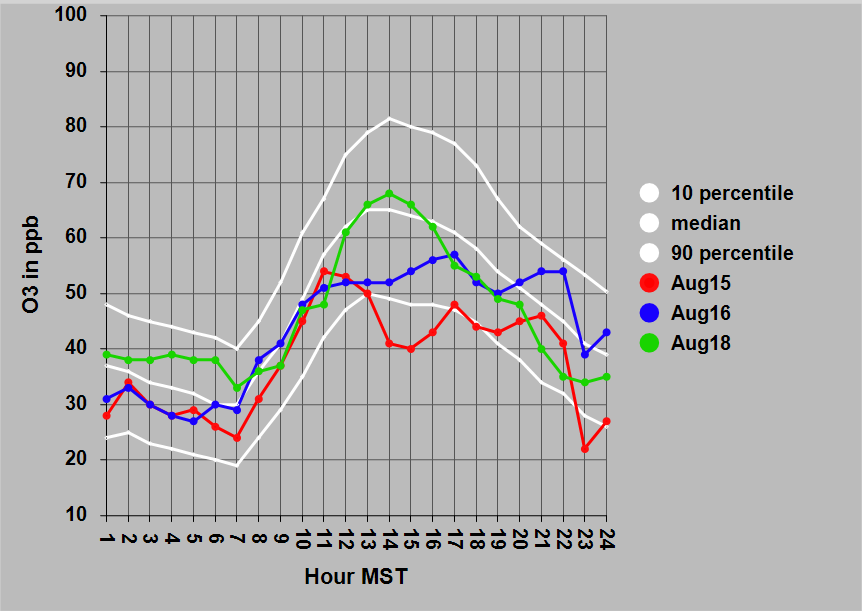 100
90
80
70
60
50
40
30
20
10
O3 in ppb
1 2 3 4 5 6 7 8 9 10 11 12 13 14 15 16 17 18 19 20 21 22 23 24
Hour MST
10 percentile
median
90 percentile
Aug15
Aug16
Aug18